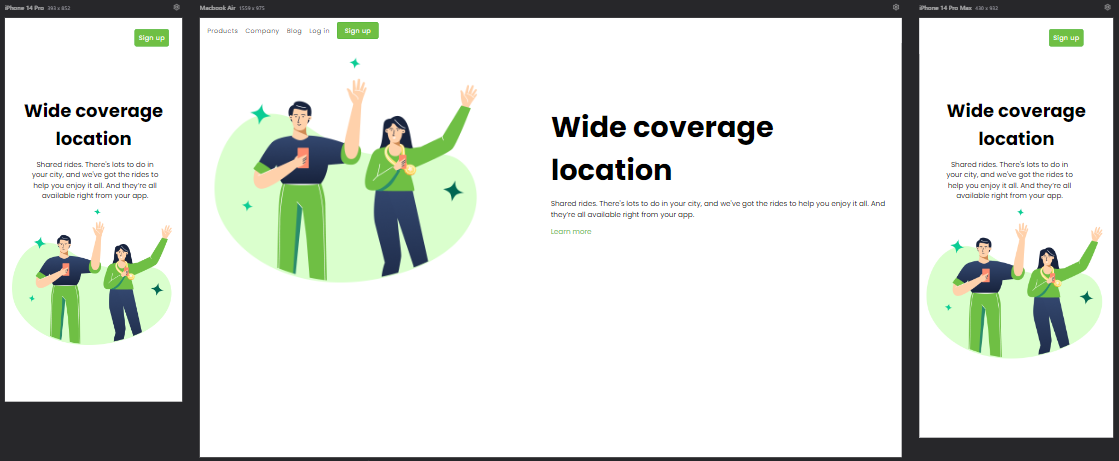 iPhone 14 Pro 393 x 852
Sign up
Wide coverage
location
Shared rides. There's lots to do in
your city, and we've got the rides to
help you enjoy it all. And they're all
available right from your app.
Macbook Air 1559 x 975
Products Company Blog Log in Sign up
Wide coverage
location
Shared rides. There's lots to do in your city, and we've got the rides to help you enjoy it all. And
they're all available right from your app.
Learn more
iPhone 14 Pro Max 430 x 932
Sign up
Wide coverage
location
Shared rides. There's lots to do in
your city, and we've got the rides to
help you enjoy it all. And they're all
available right from your app.